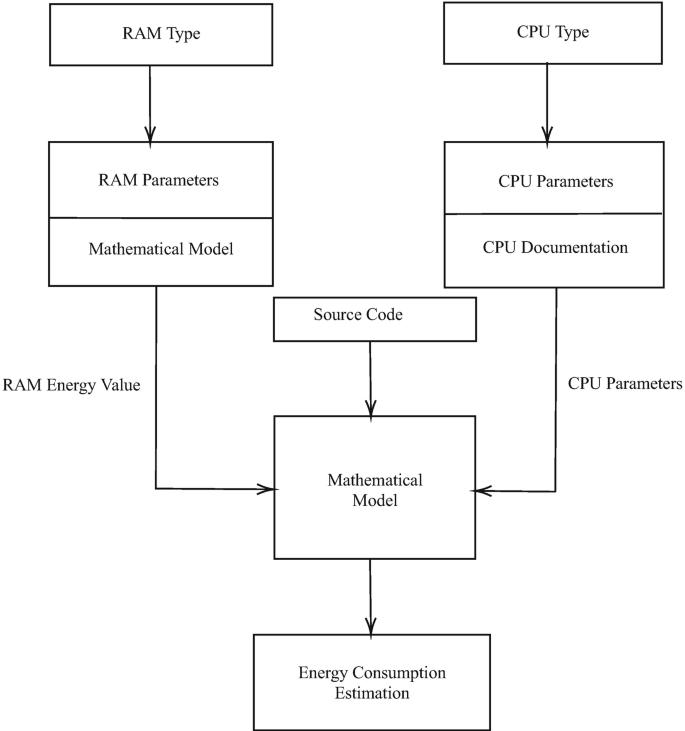 RAM Type
CPU Type
RAM Parameters
Mathematical Model
CPU Parameters
CPU Documentation
Source Code
RAM Energy Value
CPU Parameters
Mathematical
Model
Energy Consumption
Estimation